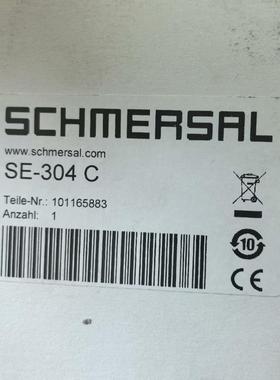 SCHMERSAL
www.schmersal.com
SE-304 C
Teile-Nr.: 101165883
Anzahl: 1
10
CE